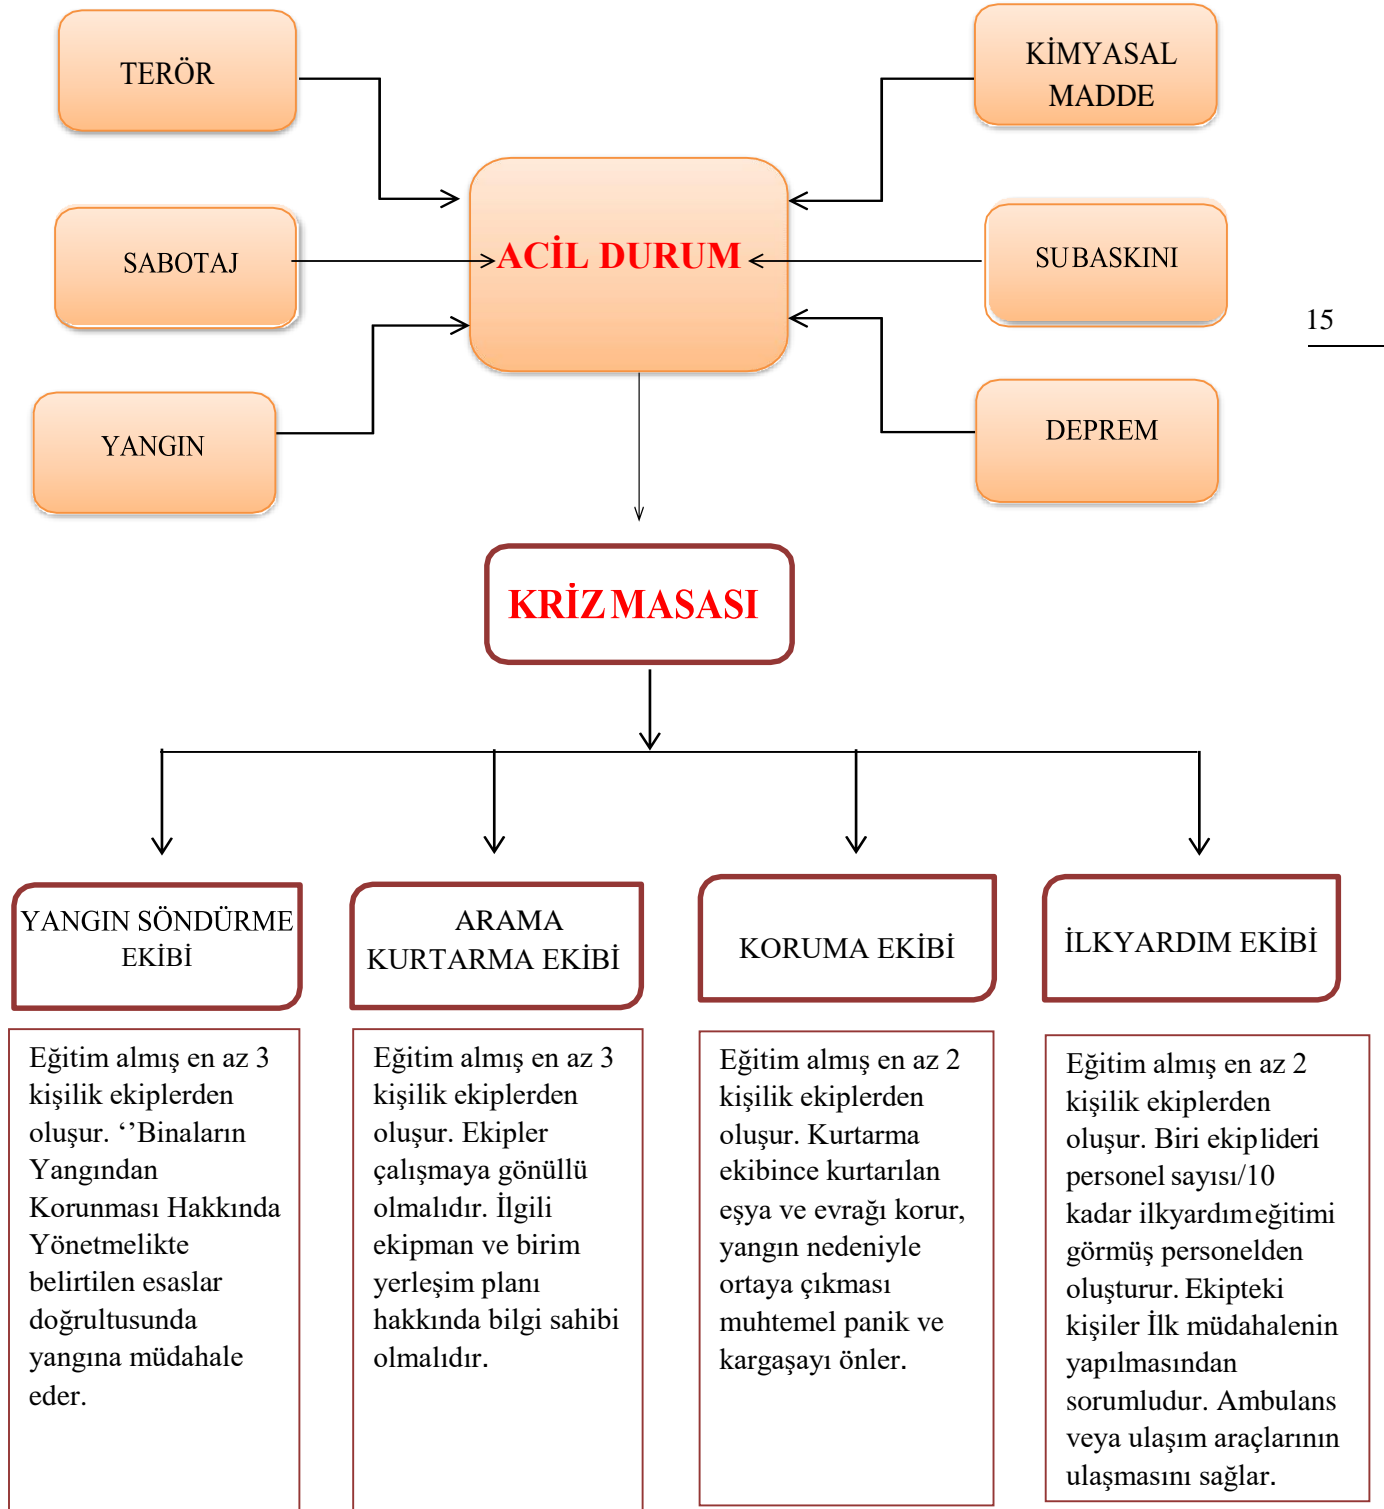 TERÖR
KİMYASAL
MADDE
SABOTAJ
ACİL DURUM
SU BASKINI
15
YANGIN
DEPREM
KRİZ MASASI
YANGIN SÖNDÜRME
EKİBİ
ARAMA
KURTARMA EKİBİ
KORUMA EKİBİ
İLKYARDIM EKİBİ
Eğitim almış en az 3
kişilik ekiplerden
oluşur. ‘’Binaların
Yangından
Korunması Hakkında
Yönetmelikte
belirtilen esaslar
doğrultusunda
yangına müdahale
eder.
Eğitim almış en az 3
kişilik ekiplerden
oluşur. Ekipler
çalışmaya gönüllü
olmalıdır. İlgili
ekipman ve birim
yerleşim planı
hakkında bilgi sahibi
olmalıdır.
Eğitim almış en az 2
kişilik ekiplerden
oluşur. Kurtarma
ekibince kurtarılan
eşya ve evrağı korur,
yangın nedeniyle
ortaya çıkması
muhtemel panik ve
kargaşayı önler.
Eğitim almış en az 2
kişilik ekiplerden
oluşur. Biri ekip lideri
personel sayısı/10
kadar ilkyardım eğitimi
görmüş personelden
oluşturur. Ekipteki
kişiler İlk müdahalenin
yapılmasından
sorumludur. Ambulans
veya ulaşım araçlarının
ulaşmasını sağlar.